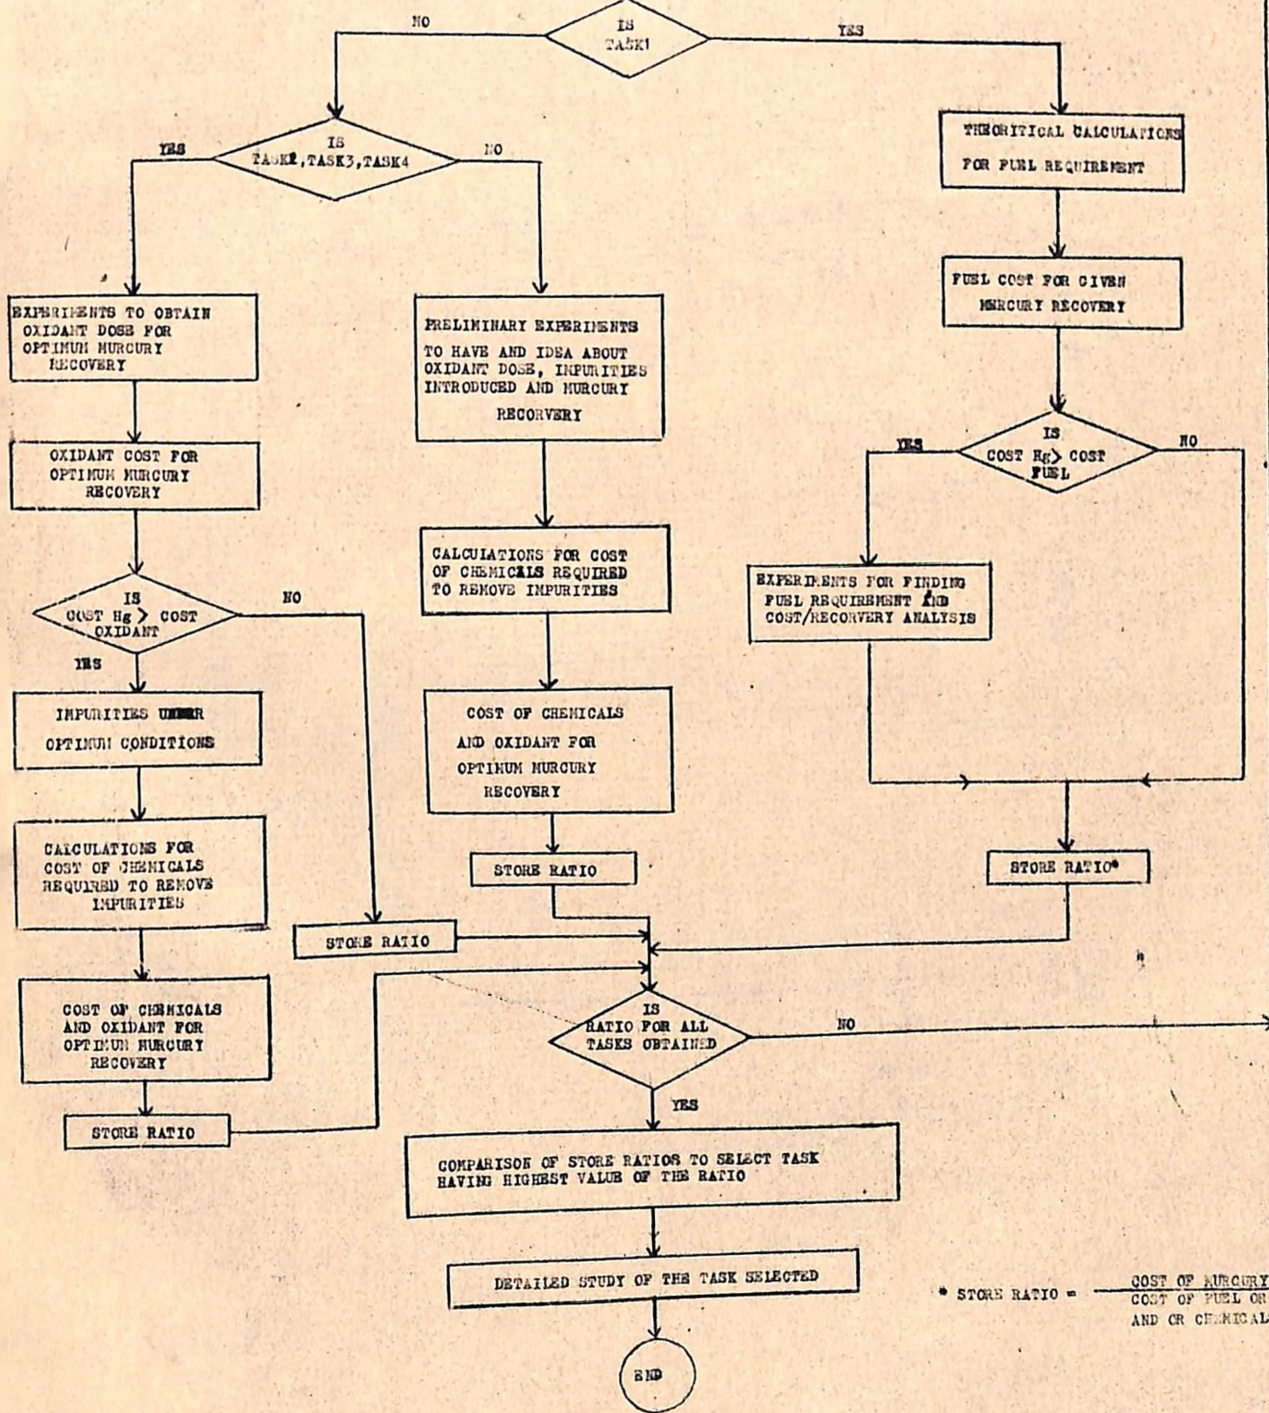 IS
TASK1
NO
YES
IS
TASK2,TASK3,TASK4
YES
NO
THEORITICAL CALCULATIONS
FOR FUEL REQUIREMENT
FUEL COST FOR GIVEN
MERCURY RECOVERY
IS
COST Hg > COST
FUEL
YES
NO
EXPERIMENTS FOR FINDING
FUEL REQUIREMENT AND
COST/RECOVERY ANALYSIS
STORE RATIO*
EXPERIMENTS TO OBTAIN
OXIDANT DOSE FOR
OPTIMUM MURCURY
RECOVERY
OXIDANT COST FOR
OPTIMUM MURCURY
RECOVERY
IS
COST Hg > COST
OXIDANT
NO
YES
IMPURITIES UNDER
OPTIMUM CONDITIONS
CALCULATIONS FOR
COST OF CHEMICALS
REQUIRED TO REMOVE
IMPURITIES
COST OF CHEMICALS
AND OXIDANT FOR
OPTIMUM MURCURY
RECOVERY
STORE RATIO
STORE RATIO
PRELIMINARY EXPERIMENTS
TO HAVE AND IDEA ABOUT
OXIDANT DOSE, IMPURITIES
INTRODUCED AND MURCURY
RECORVERY
CALCULATIONS FOR COST
OF CHEMICALS REQUIRED
TO REMOVE IMPURITIES
COST OF CHEMICALS
AND OXIDANT FOR
OPTIMUM MURCURY
RECOVERY
STORE RATIO
IS
RATIO FOR ALL
TASKS OBTAINED
NO
YES
COMPARISON OF STORE RATIOS TO SELECT TASK
HAVING HIGHEST VALUE OF THE RATIO
DETAILED STUDY OF THE TASK SELECTED
END
* STORE RATIO =
COST OF MURCURY
COST OF FUEL OR
AND OR CHEMICAL